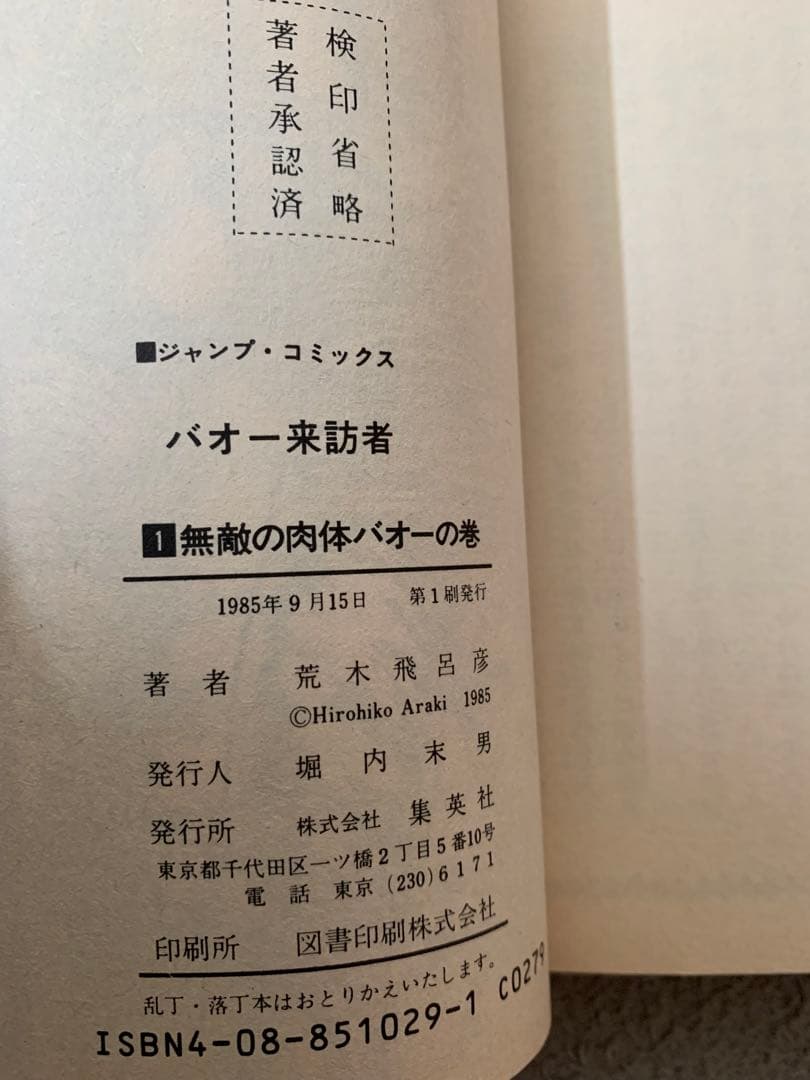 検印省略
著者承認済
■ジャンプ・コミックス
バオー来訪者
1無敵の肉体バオーの巻
1985年9月15日 第1刷発行
著者 荒木飛呂彦
©Hirohiko Araki 1985
発行人 堀内末男
発行所 株式会社 集英社
東京都千代田区一ツ橋2丁目5番10号
電話 東京(230)6171
印刷所 図書印刷株式会社
乱丁・落丁本はおとりかえいたします。
ISBN4-08-851029-1 C0279